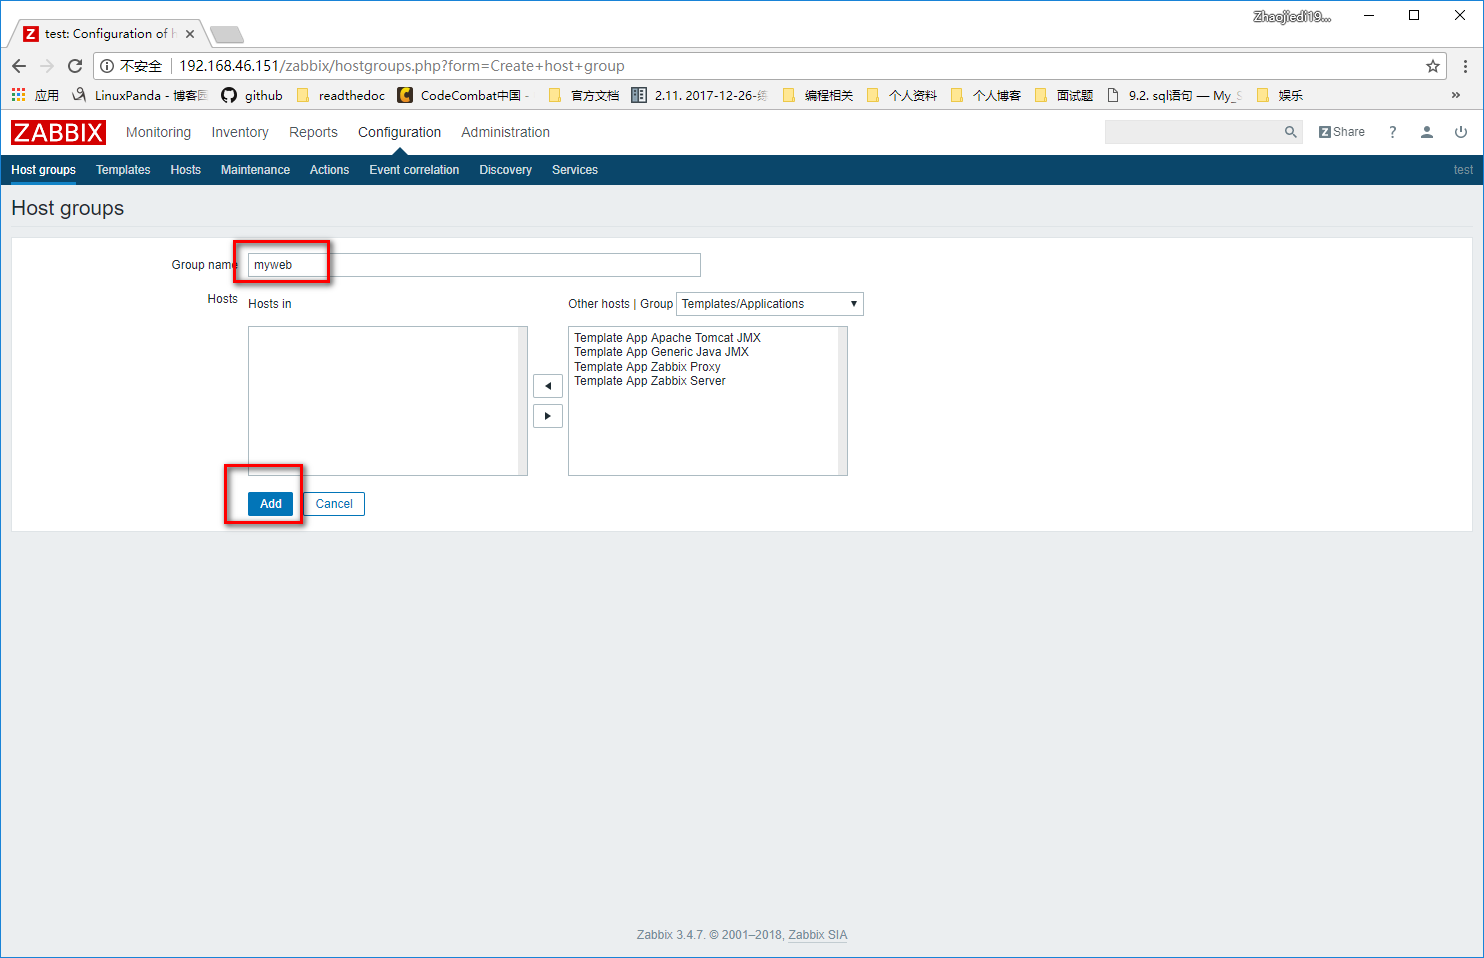 Zhaojiedi19...
test: Configuration of h
不安全 192.168.46.151/zabbix/hostgroups.php?form=Create+host+group
应用 LinuxPanda - 博客园 github readthedoc CodeCombat中国 - 官方文档 2.11. 2017-12-26-练 编程相关 个人资料 个人博客 面试题 9.2. sql语句 — My_S 娱乐 »
ZABBIX Monitoring Inventory Reports Configuration Administration Z Share ?
Host groups Templates Hosts Maintenance Actions Event correlation Discovery Services test
Host groups
Group name myweb
Hosts Hosts in Other hosts | Group Templates/Applications
Template App Apache Tomcat JMX
Template App Generic Java JMX
Template App Zabbix Proxy
Template App Zabbix Server
Add Cancel
Zabbix 3.4.7. © 2001–2018, Zabbix SIA